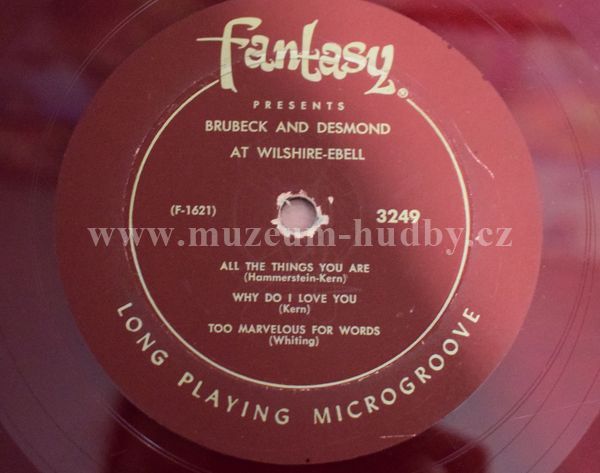 fantasy®
PRESENTS
BRUBECK AND DESMOND
AT WILSHIRE-EBELL
(F-1621)
3249
www.muzeum-hudby.cz
ALL THE THINGS YOU ARE
(Hammerstein-Kern)
WHY DO I LOVE YOU
(Kern)
TOO MARVELOUS FOR WORDS
(Whiting)
LONG PLAYING MICROGROOVE